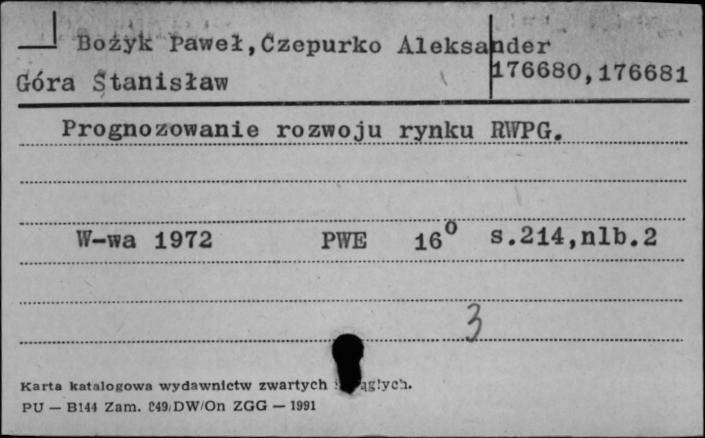 Bożyk Paweł,Czepurko Aleksander
Góra Stanisław 176680,176681
Prognozowanie rozwoju rynku RWPG.
W-wa 1972 PWE 16⁰ s.214,nlb.2
3
Karta katalogowa wydawnictw zwartych
PU — B144 Zam. 249/DW/On ZGG — 1991